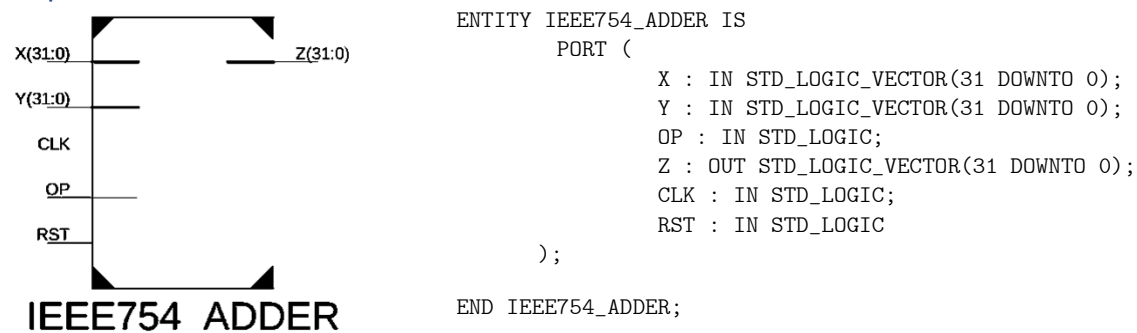 X(31:0)
Z(31:0)
Y(31:0)
CLK
OP
RST
IEEE754 ADDER
ENTITY IEEE754_ADDER IS
PORT (
X : IN STD_LOGIC_VECTOR(31 DOWNTO 0);
Y : IN STD_LOGIC_VECTOR(31 DOWNTO 0);
OP : IN STD_LOGIC;
Z : OUT STD_LOGIC_VECTOR(31 DOWNTO 0);
CLK : IN STD_LOGIC;
RST : IN STD_LOGIC
);
END IEEE754_ADDER;